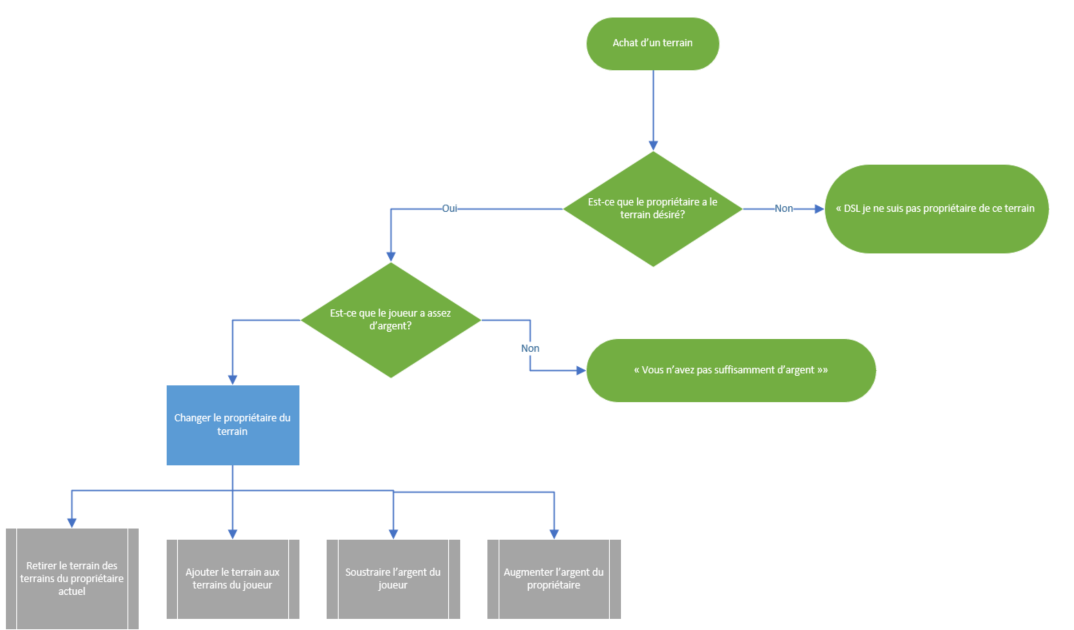 Achat d'un terrain
Est-ce que le propriétaire a le
terrain désiré?
Oui
Non
« DSL je ne suis pas propriétaire de ce terrain
Est-ce que le joueur a assez
d'argent?
Non
« Vous n'avez pas suffisamment d'argent »»
Changer le propriétaire du
terrain
Retirer le terrain des
terrains du propriétaire
actuel
Ajouter le terrain aux
terrains du joueur
Soustraire l'argent du
joueur
Augmenter l'argent du
propriétaire